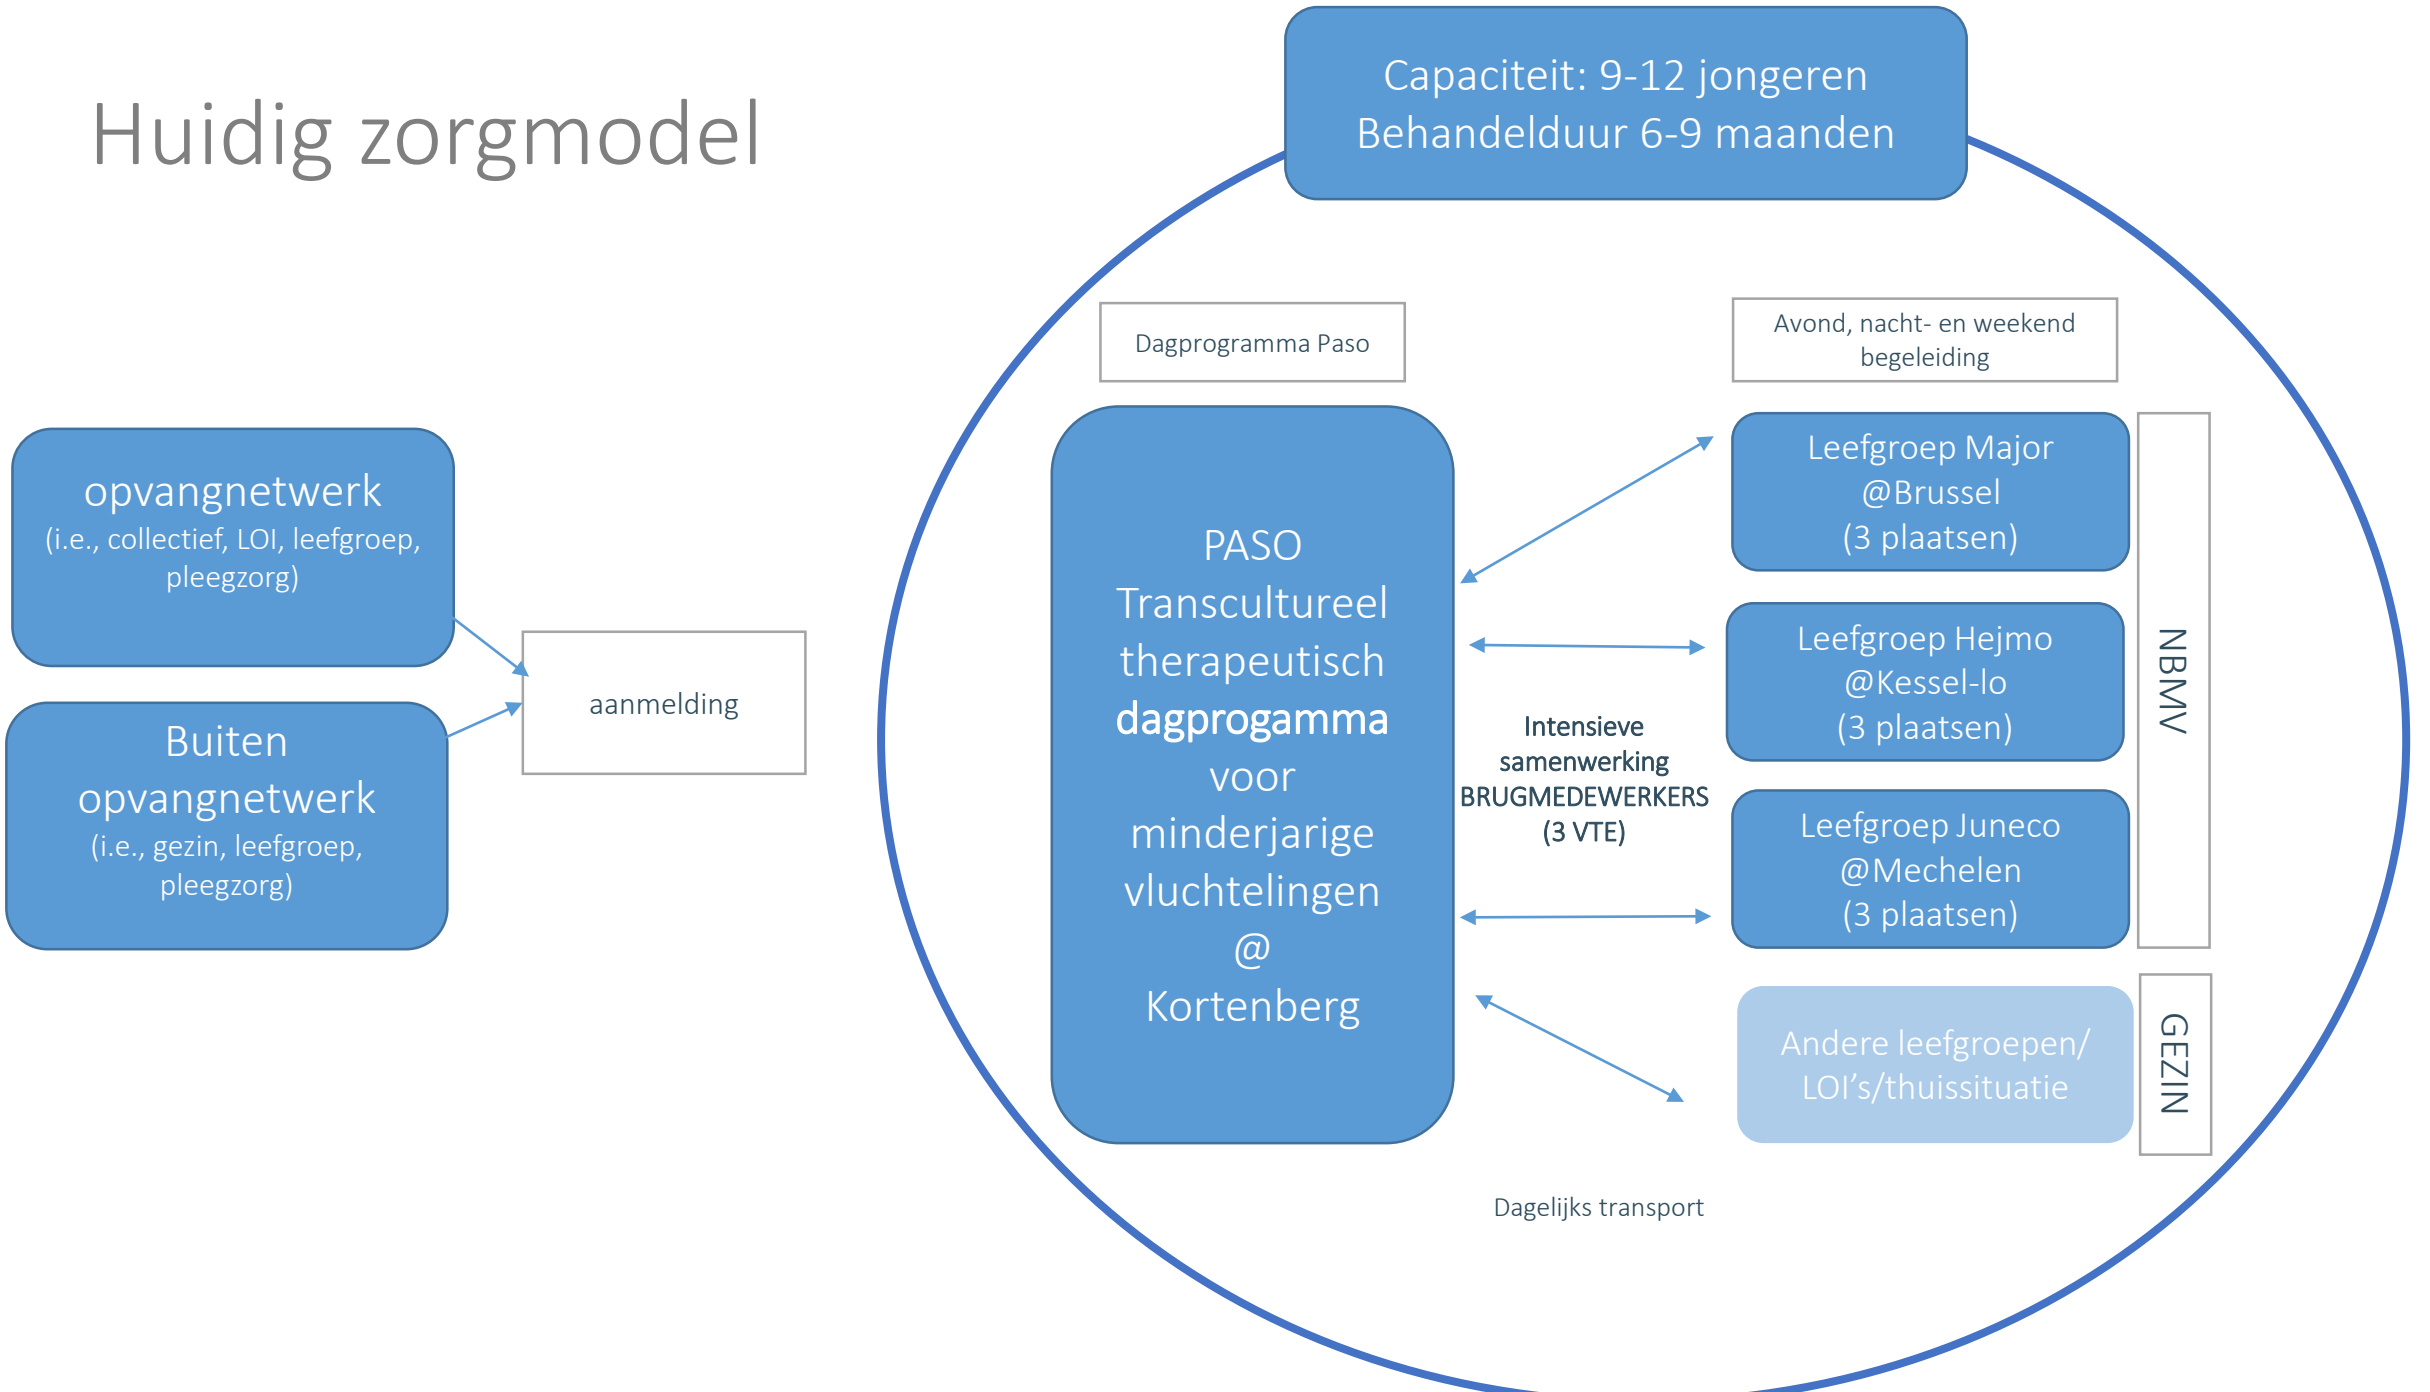 Huidig zorgmodel
Capaciteit: 9-12 jongeren
Behandelduur 6-9 maanden
opvangnetwerk
(i.e., collectief, LOI, leefgroep,
pleegzorg)
Buiten
opvangnetwerk
(i.e., gezin, leefgroep,
pleegzorg)
aanmelding
Dagprogramma Paso
PASO
Transcultureel
therapeutisch
dagprogamma
voor
minderjarige
vluchtelingen
@
Kortenberg
Intensieve
samenwerking
BRUGMEDEWERKERS
(3 VTE)
Dagelijks transport
Avond, nacht- en weekend
begeleiding
Leefgroep Major
@Brussel
(3 plaatsen)
Leefgroep Hejmo
@Kessel-lo
(3 plaatsen)
Leefgroep Juneco
@Mechelen
(3 plaatsen)
NBMV
Andere leefgroepen/
LOI’s/thuissituatie
GEZIN